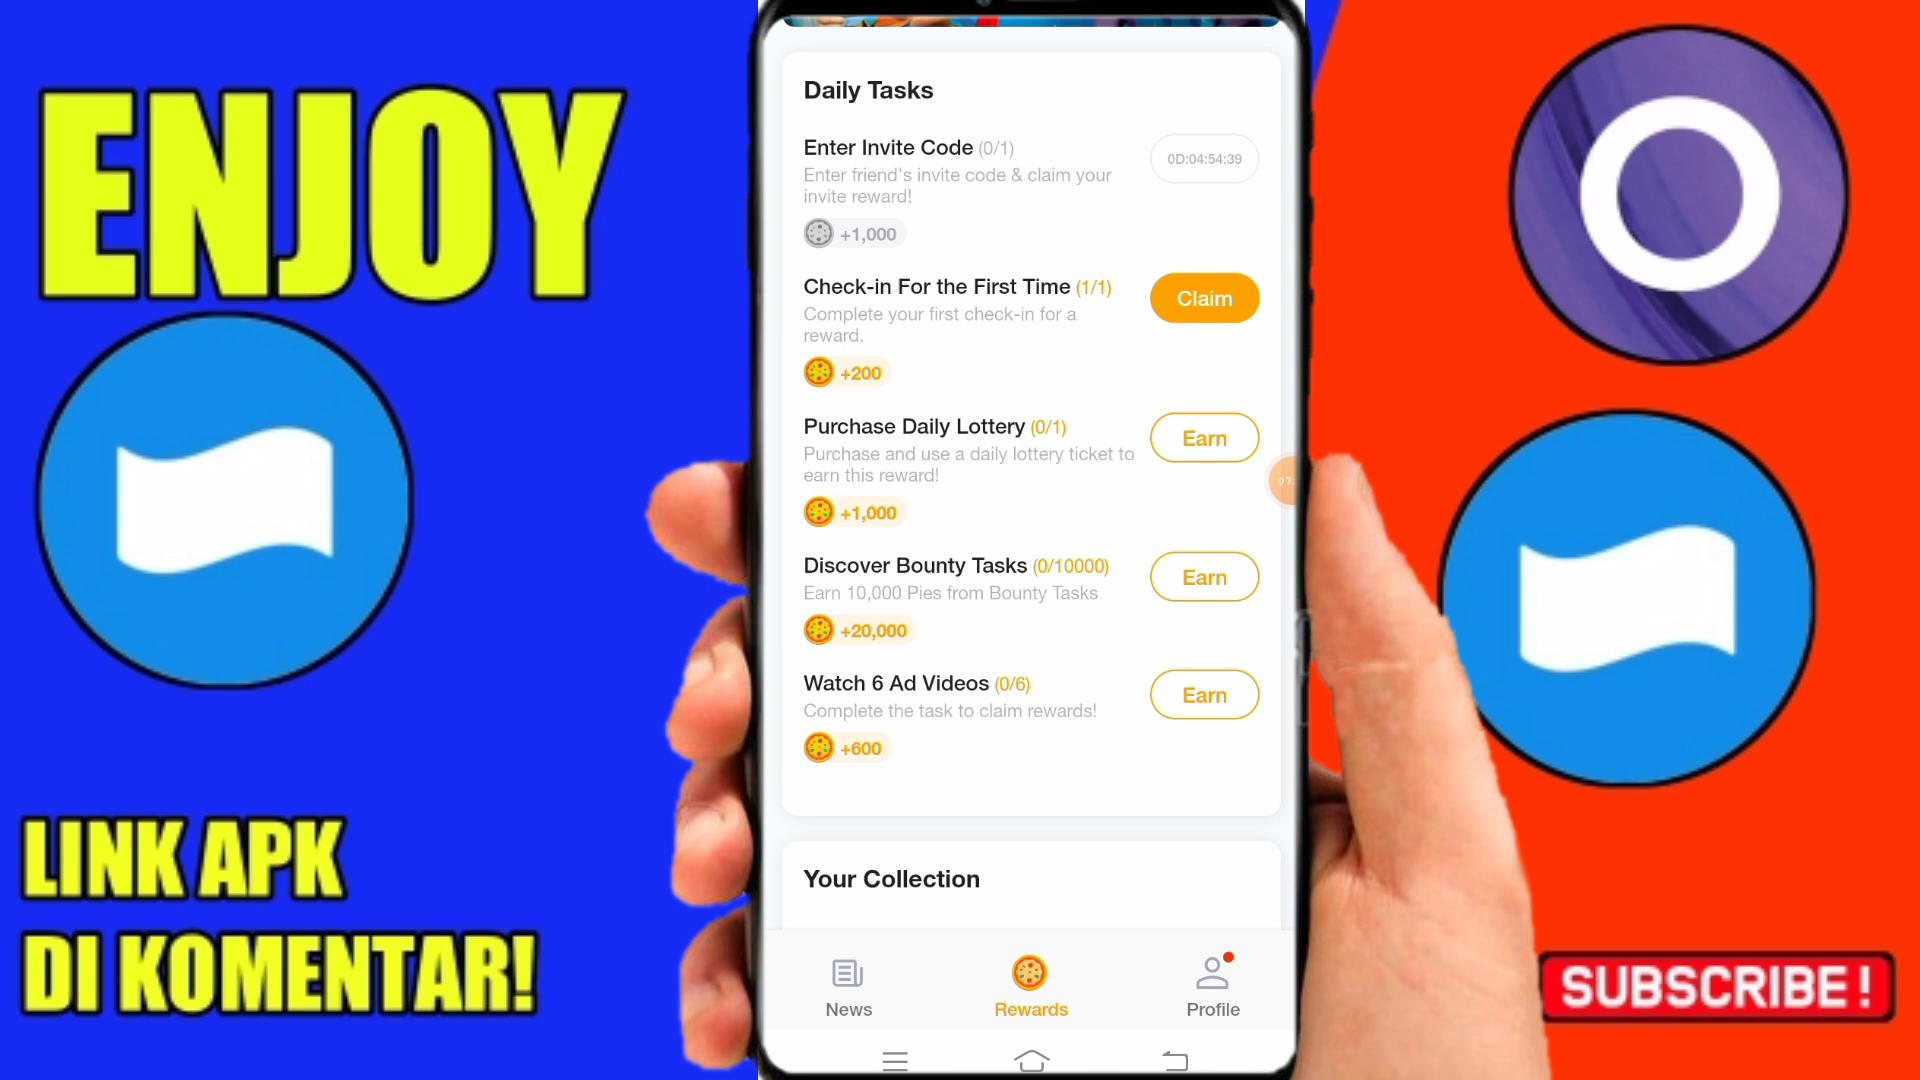 ENJOY
LINK APK
DI KOMENTAR!
Daily Tasks
Enter Invite Code (0/1)
0D:04:54:39
Enter friend's invite code & claim your
invite reward!
+1,000
Check-in For the First Time (1/1)
Claim
Complete your first check-in for a
reward.
+200
Purchase Daily Lottery (0/1)
Earn
Purchase and use a daily lottery ticket to
earn this reward!
+1,000
Discover Bounty Tasks (0/10000)
Earn
Earn 10,000 Pies from Bounty Tasks
+20,000
Watch 6 Ad Videos (0/6)
Earn
Complete the task to claim rewards!
+600
Your Collection
News
Rewards
Profile
SUBSCRIBE !